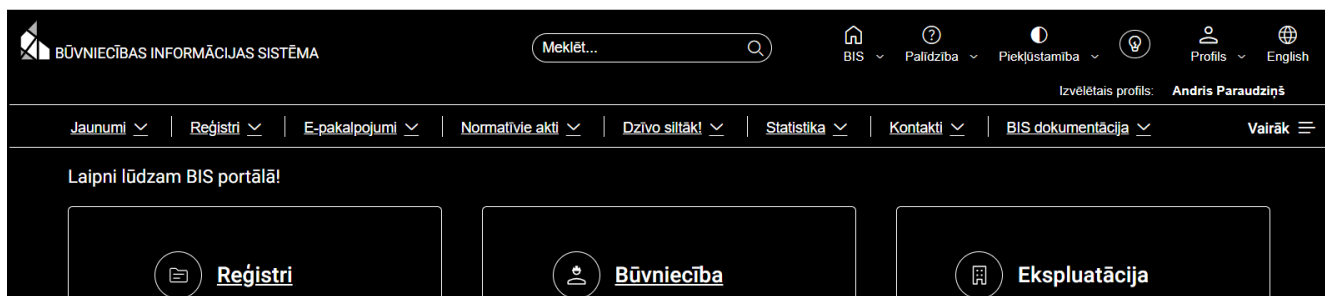 BŪVNIECĪBAS INFORMĀCIJAS SISTĒMA
Meklēt...
BIS
Palīdzība
Piekļūstamība
Profils
English
Izvēlētais profils: Andris Paraudziņš
Jaunumi
Reģistri
E-pakalpojumi
Normatīvie akti
Dzīvo siltāk!
Statistika
Kontakti
BIS dokumentācija
Vairāk
Laipni lūdzam BIS portālā!
Reģistri
Būvniecība
Ekspluatācija